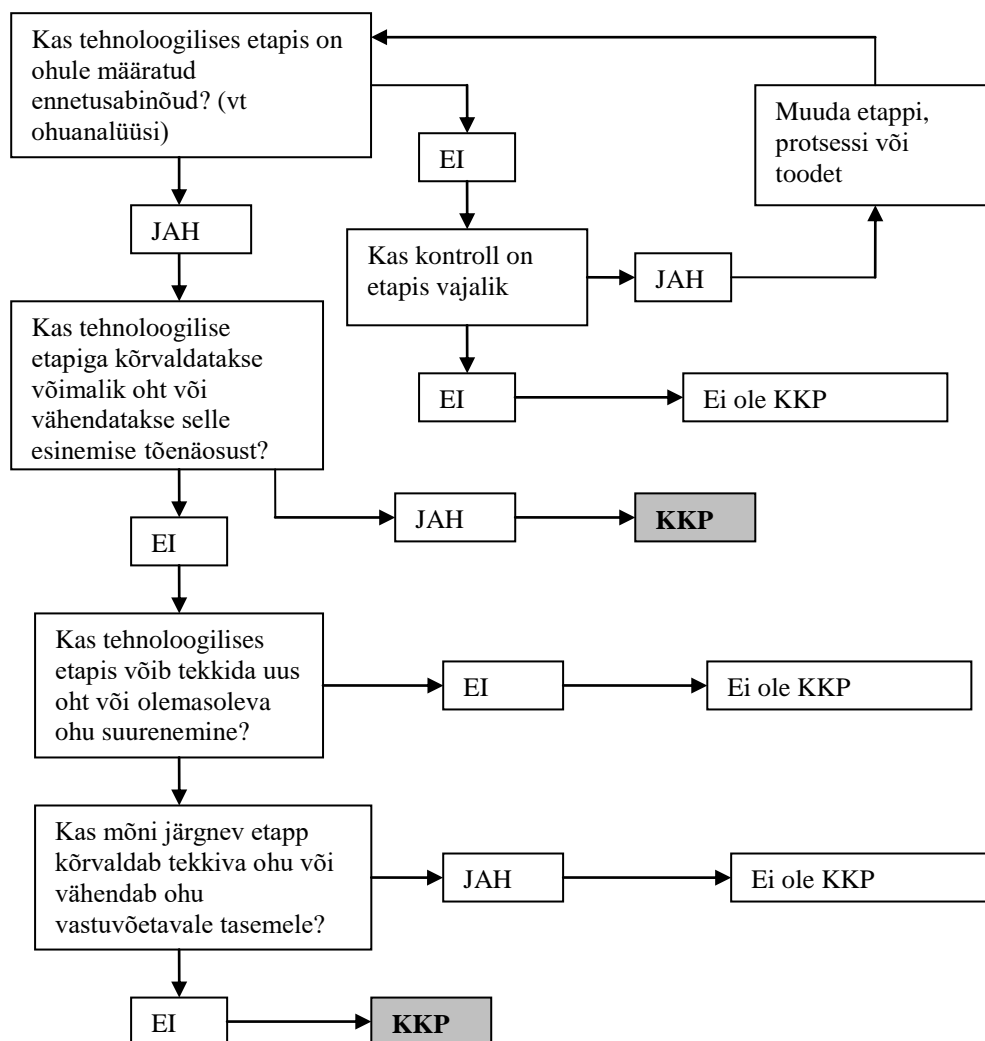 Kas tehnoloogilises etapis on
ohule määratud
ennetusabinõud? (vt
ohuanalüüsi)
Muuda etappi,
protsessi või
toodet
EI
JAH
Kas kontroll on
etapis vajalik
JAH
Kas tehnoloogilise
etapiga kõrvaldatakse
võimalik oht või
vähendatakse selle
esinemise tõenäosust?
EI
Ei ole KKP
JAH
KKP
EI
Kas tehnoloogilises
etapis võib tekkida uus
oht või olemasoleva
ohu suurenemine?
EI
Ei ole KKP
Kas mõni järgnev etapp
kõrvaldab tekkiva ohu või
vähendab ohu
vastuvõetavale tasemele?
JAH
Ei ole KKP
EI
KKP